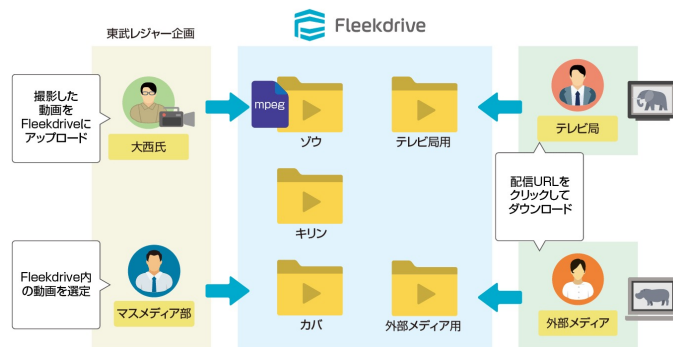 Fleekdrive
東武レジャー企画
撮影した
動画を
Fleekdriveに
アップロード
大西氏
mpeg
ゾウ
テレビ局用
テレビ局
キリン
配信URLを
クリックして
ダウンロード
Fleekdrive内
の動画を選定
マスメディア部
カバ
外部メディア用
外部メディア